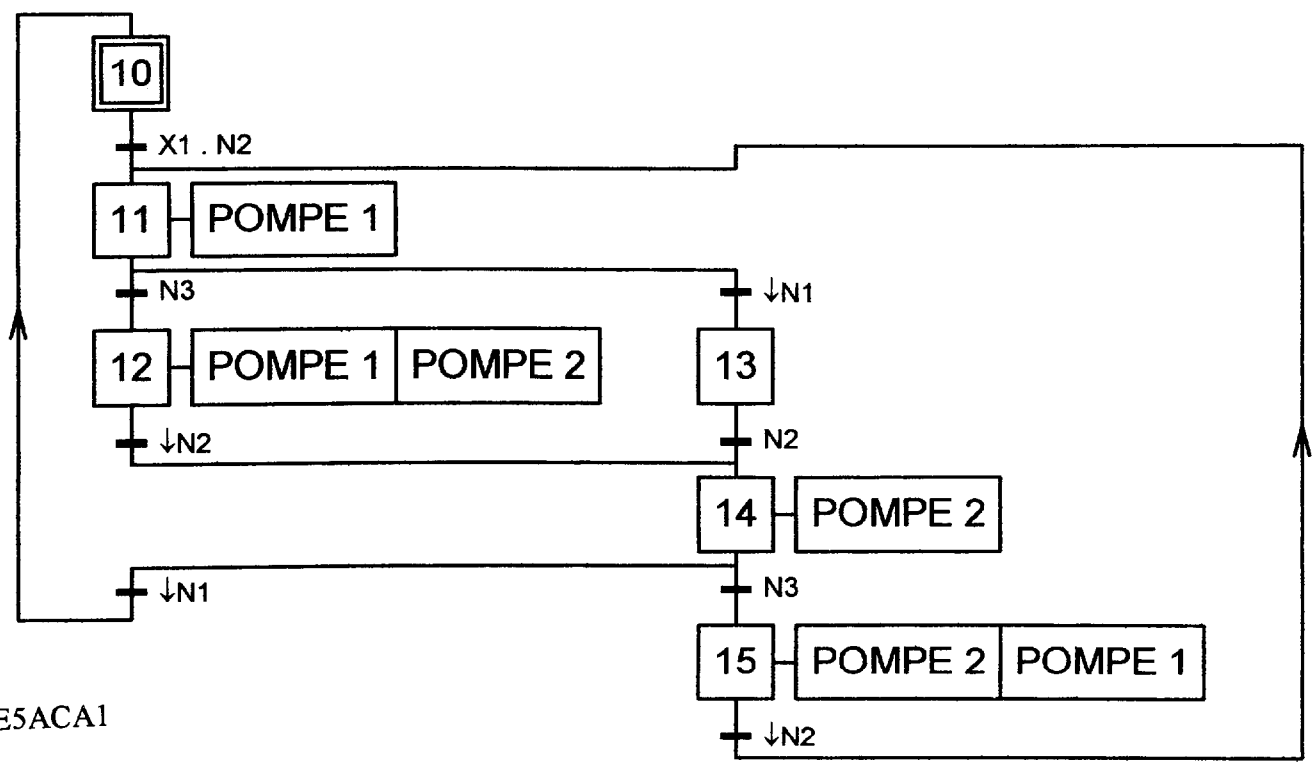 10
X1 . N2
11 POMPE 1
N3 ↓N1
12 POMPE 1 POMPE 2 13
↓N2 N2
14 POMPE 2
↓N1 N3
15 POMPE 2 POMPE 1
E5ACA1
↓N2